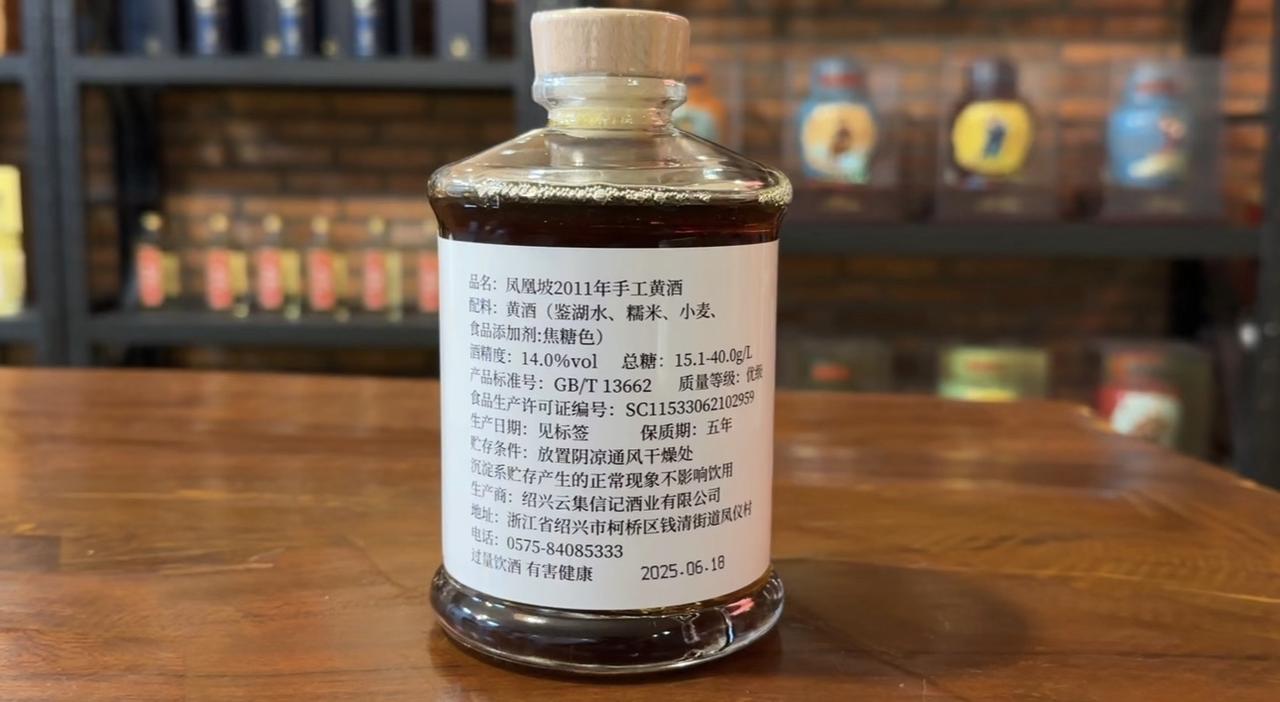 品名：凤凰坡2011年手工黄酒
配料：黄酒（鉴湖水、糯米、小麦、
食品添加剂:焦糖色）
酒精度：14.0%vol 总糖：15.1-40.0g/L
产品标准号：GB/T 13662 质量等级：优级
食品生产许可证编号：SC11533062102959
生产日期：见标签 保质期：五年
贮存条件：放置阴凉通风干燥处
沉淀系贮存产生的正常现象不影响饮用
生产商：绍兴云集信记酒业有限公司
地址：浙江省绍兴市柯桥区钱清街道凤仪村
电话：0575-84085333
过量饮酒 有害健康 2025.06.18